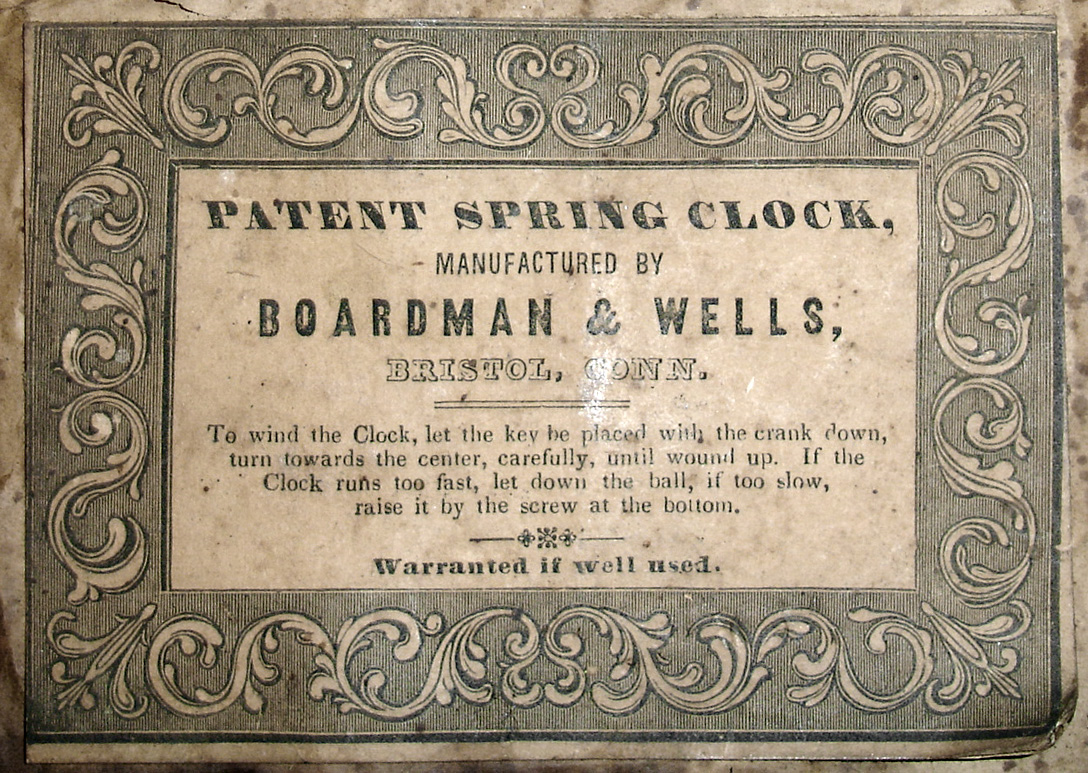 PATENT SPRING CLOCK,
MANUFACTURED BY
BOARDMAN & WELLS,
BRISTOL, CONN.
To wind the Clock, let the key be placed with the crank down,
turn towards the center, carefully, until wound up. If the
Clock runs too fast, let down the ball, if too slow,
raise it by the screw at the bottom.
Warranted if well used.